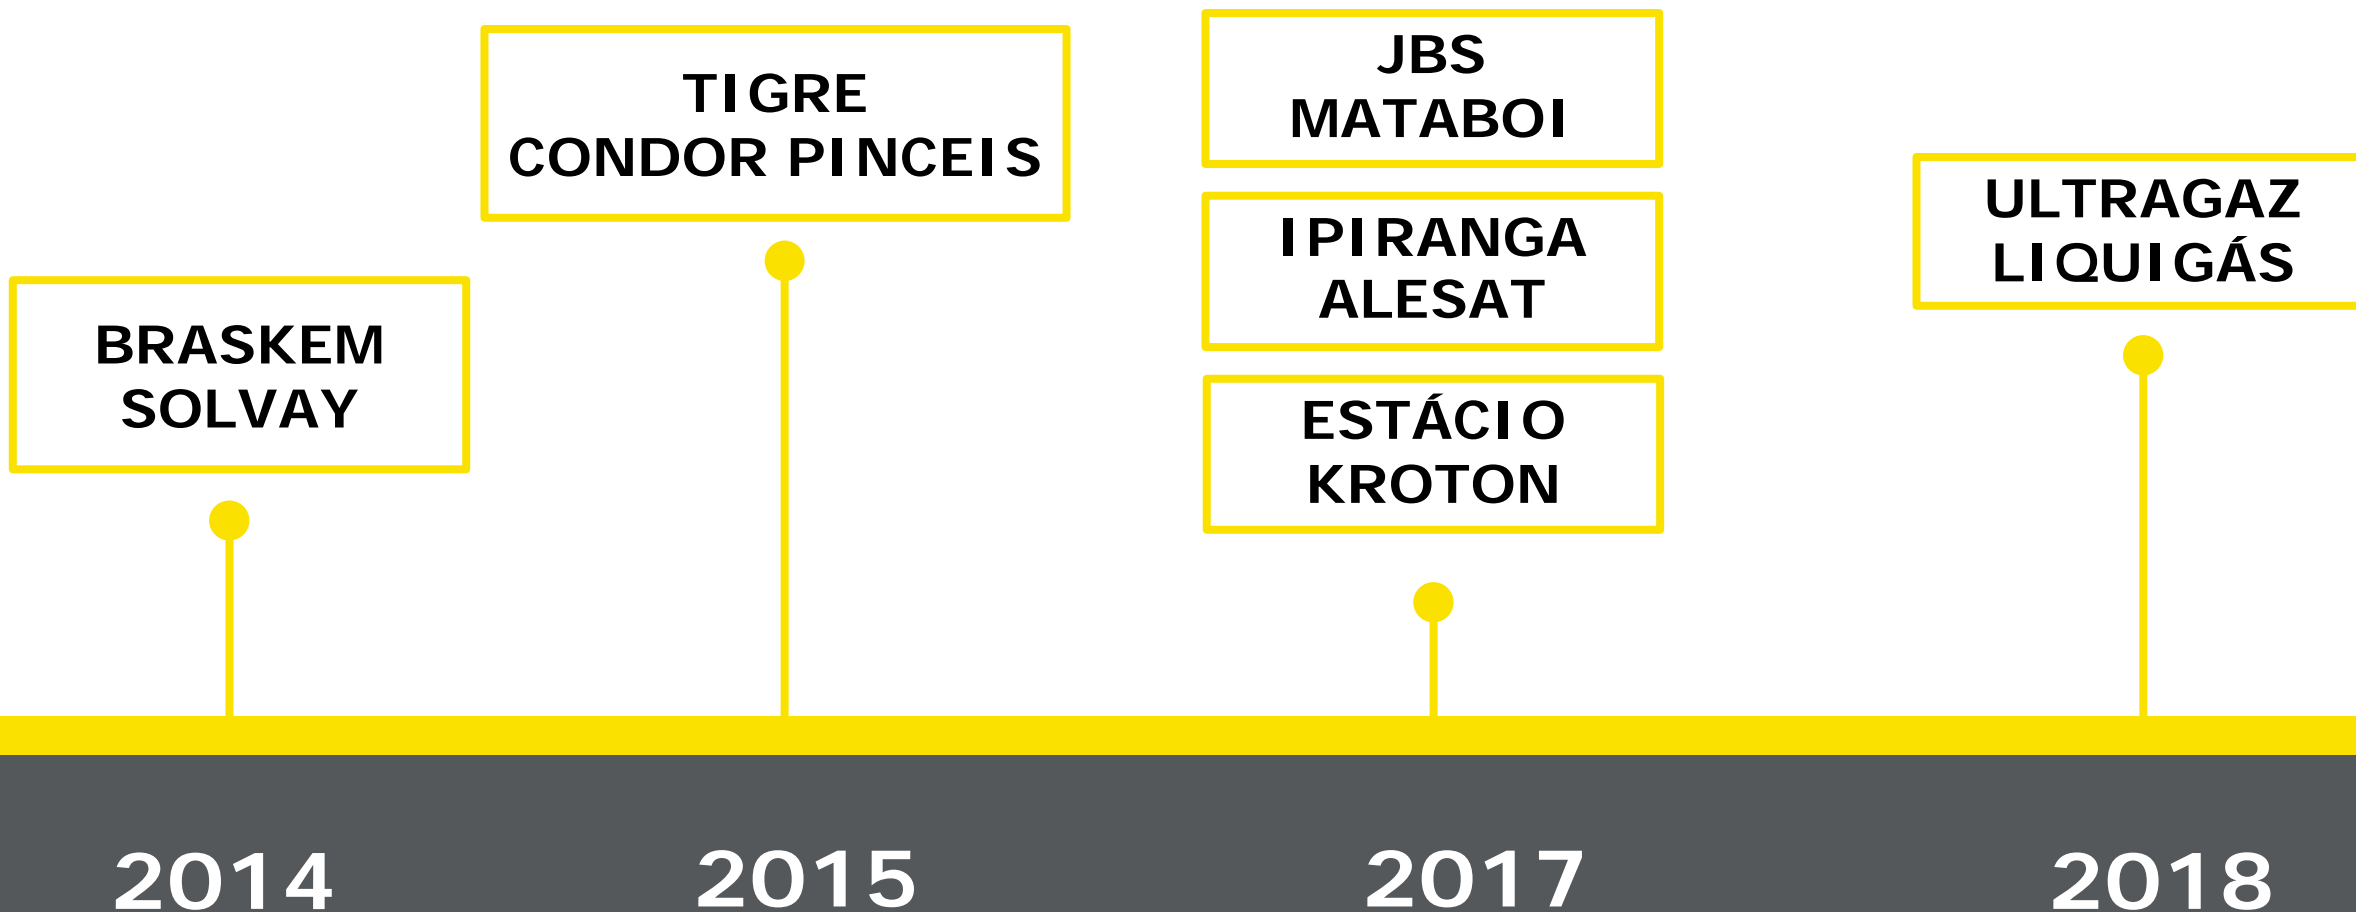 BRASKEM
SOLVAY
TIGRE
CONDOR PINCEIS
JBS
MATABOI
IPIRANGA
ALESAT
ESTÁCIO
KROTON
ULTRAGAZ
LIQUIGÁS
2014
2015
2017
2018